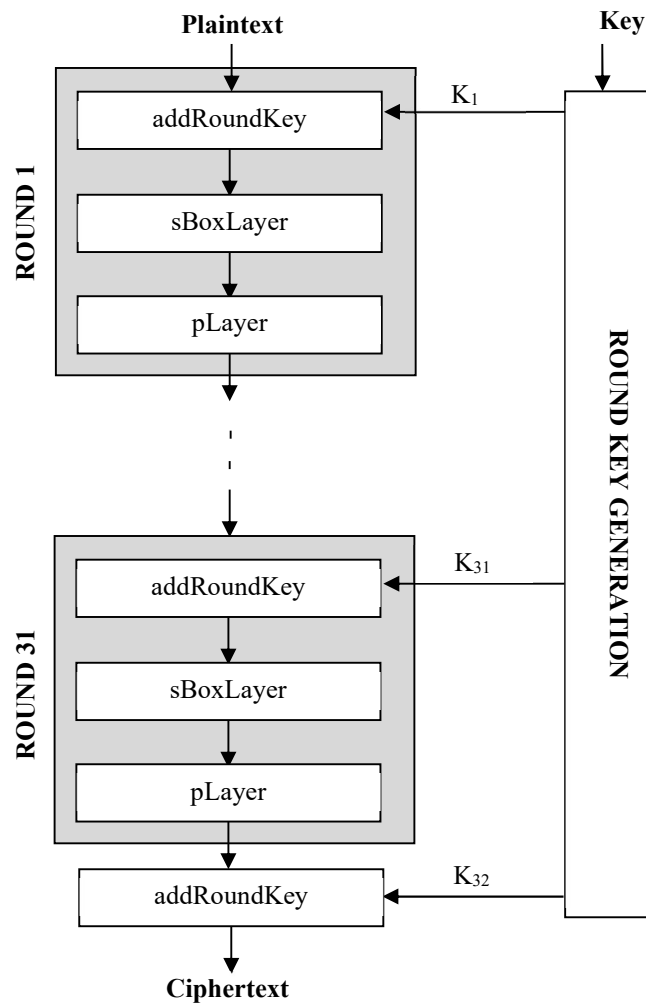 Plaintext
Key
K₁
addRoundKey
sBoxLayer
pLayer
ROUND 1
ROUND KEY GENERATION
K₃₁
addRoundKey
sBoxLayer
pLayer
ROUND 31
K₃₂
addRoundKey
Ciphertext